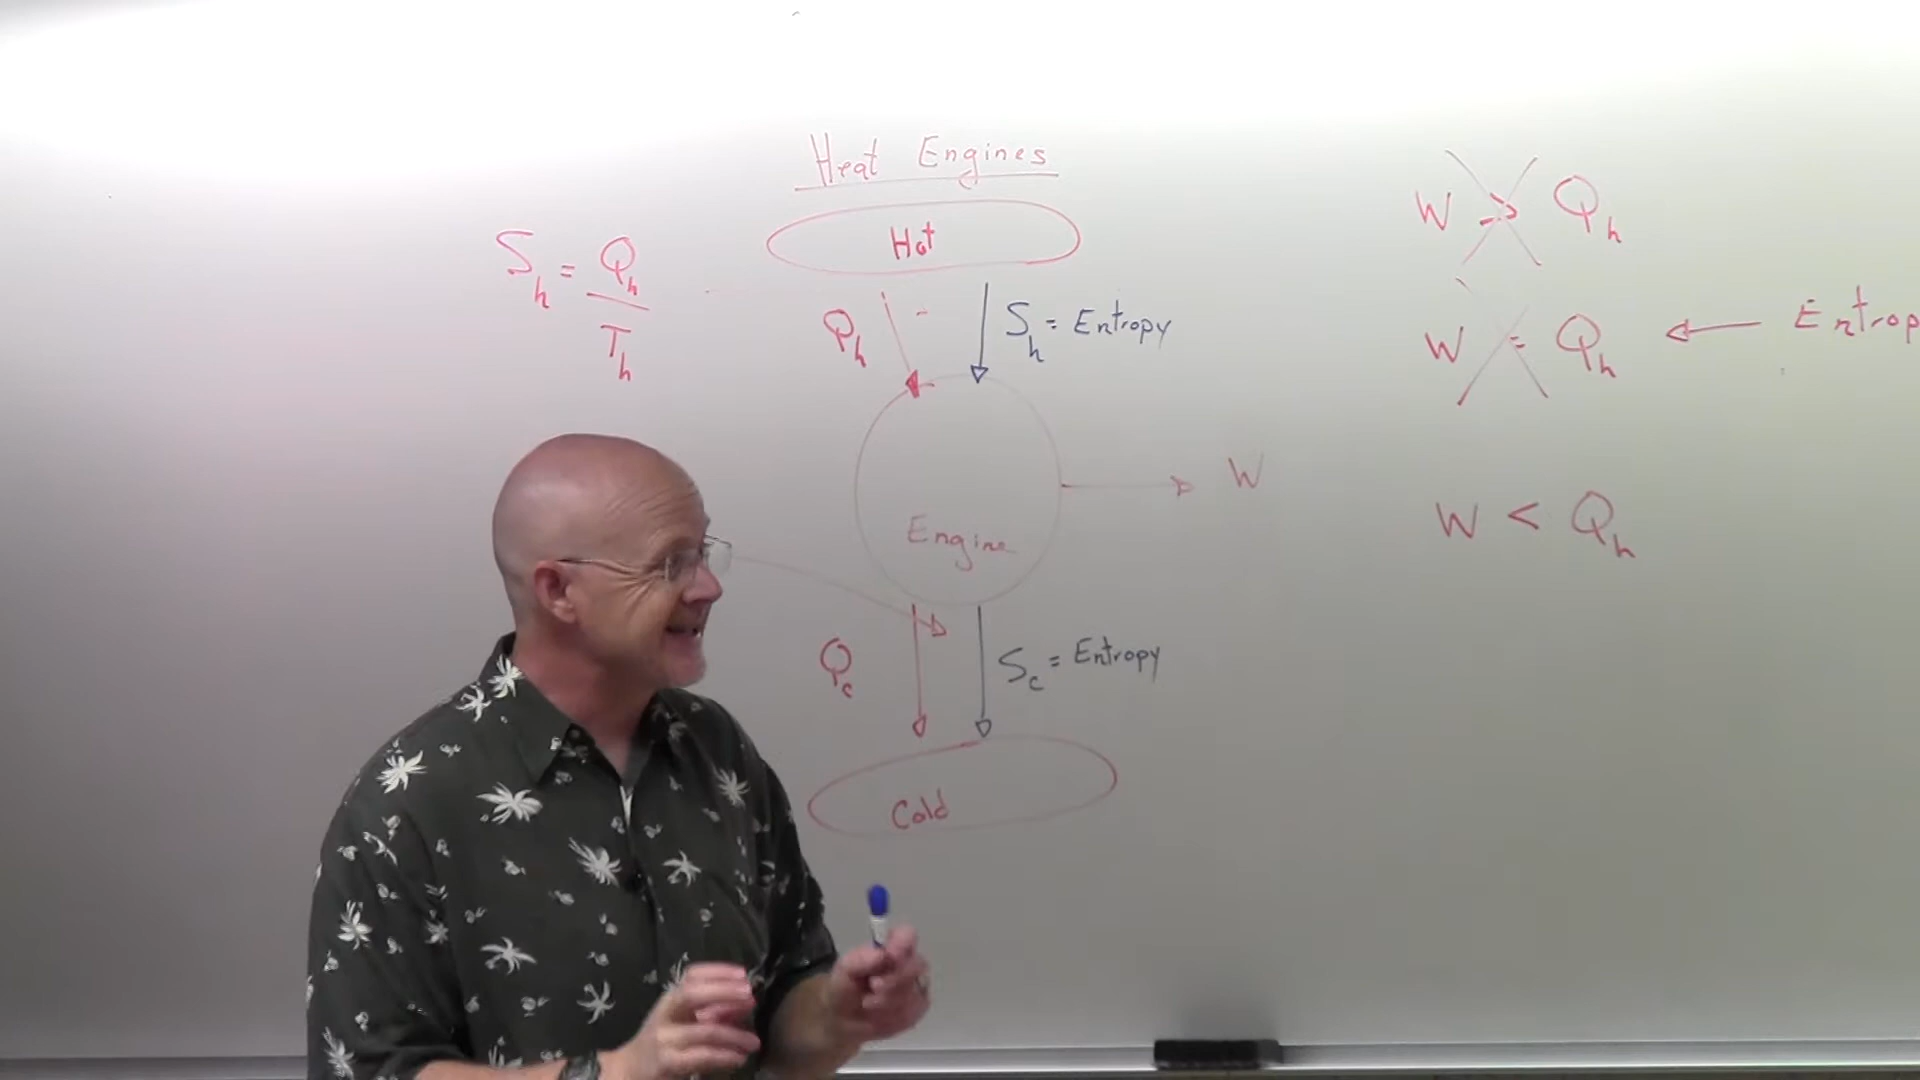 Heat Engines
Hot
S_h = Q_h / T_h
Q_h
S_h = Entropy
Engine
W
Q_c
S_c = Entropy
Cold
W > Q_h
W = Q_h ← Entrop
W < Q_h